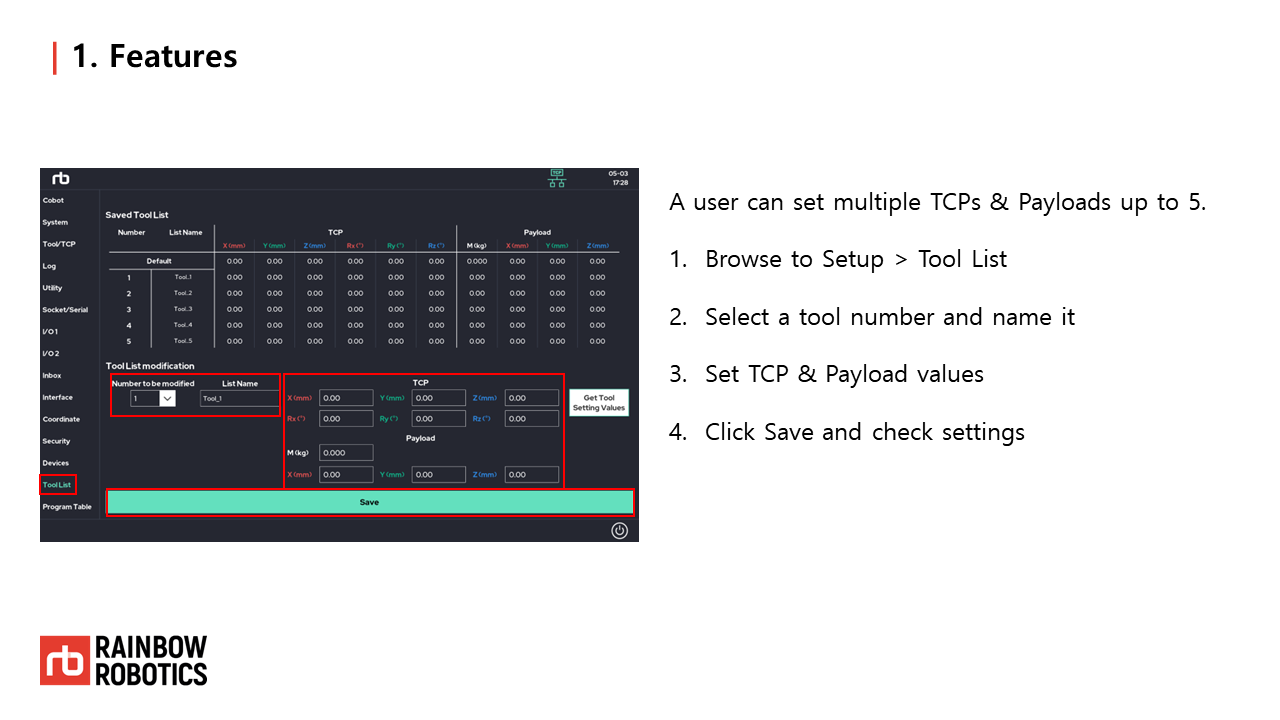 1. Features
rb
TCP
05-03
17:28
Cobot
System
Tool/TCP
Log
Utility
Socket/Serial
I/O 1
I/O 2
Inbox
Interface
Coordinate
Security
Devices
Tool List
Program Table
Saved Tool List
Number List Name TCP Payload
X (mm) Y (mm) Z (mm) Rx (°) Ry (°) Rz (°) M (kg) X (mm) Y (mm) Z (mm)
Default 0.00 0.00 0.00 0.00 0.00 0.00 0.000 0.00 0.00 0.00
1 Tool_1 0.00 0.00 0.00 0.00 0.00 0.00 0.00 0.00 0.00 0.00
2 Tool_2 0.00 0.00 0.00 0.00 0.00 0.00 0.00 0.00 0.00 0.00
3 Tool_3 0.00 0.00 0.00 0.00 0.00 0.00 0.00 0.00 0.00 0.00
4 Tool_4 0.00 0.00 0.00 0.00 0.00 0.00 0.00 0.00 0.00 0.00
5 Tool_5 0.00 0.00 0.00 0.00 0.00 0.00 0.00 0.00 0.00 0.00
Tool List modification
Number to be modified List Name
1 Tool_1
TCP
X (mm) 0.00 Y (mm) 0.00 Z (mm) 0.00
Rx (°) 0.00 Ry (°) 0.00 Rz (°) 0.00
Payload
M (kg) 0.000
X (mm) 0.00 Y (mm) 0.00 Z (mm) 0.00
Get Tool
Setting Values
Save
A user can set multiple TCPs & Payloads up to 5.
1. Browse to Setup > Tool List
2. Select a tool number and name it
3. Set TCP & Payload values
4. Click Save and check settings
rb
RAINBOW
ROBOTICS